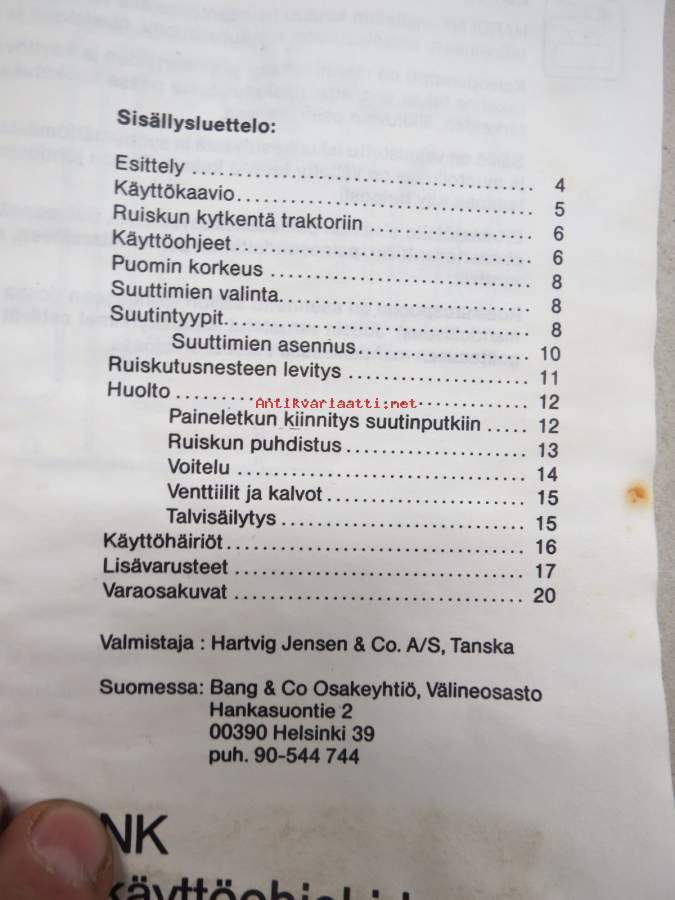 Sisällysluettelo:
Esittely ........................................ 4
Käyttökaavio.................................. 5
Ruiskun kytkentä traktoriin .................. 6
Käyttöohjeet................................... 6
Puomin korkeus ............................... 8
Suuttimien valinta............................. 8
Suutintyypit................................... 8
Suuttimien asennus........................ 10
Ruiskutusnesteen levitys ..................... 11
Huolto ........................................ 12
Antikvariaatti.net
Paineletkun kiinnitys suutinputkiin ..... 12
Ruiskun puhdistus ........................ 13
Voitelu .................................... 14
Venttiilit ja kalvot ......................... 15
Talvisäilytys ............................... 15
Käyttöhäiriöt................................... 16
Lisävarusteet .................................. 17
Varaosakuvat .................................. 20
Valmistaja : Hartvig Jensen & Co. A/S, Tanska
Suomessa: Bang & Co Osakeyhtiö, Välineosasto
Hankasuontie 2
00390 Helsinki 39
puh. 90-544 744
NK